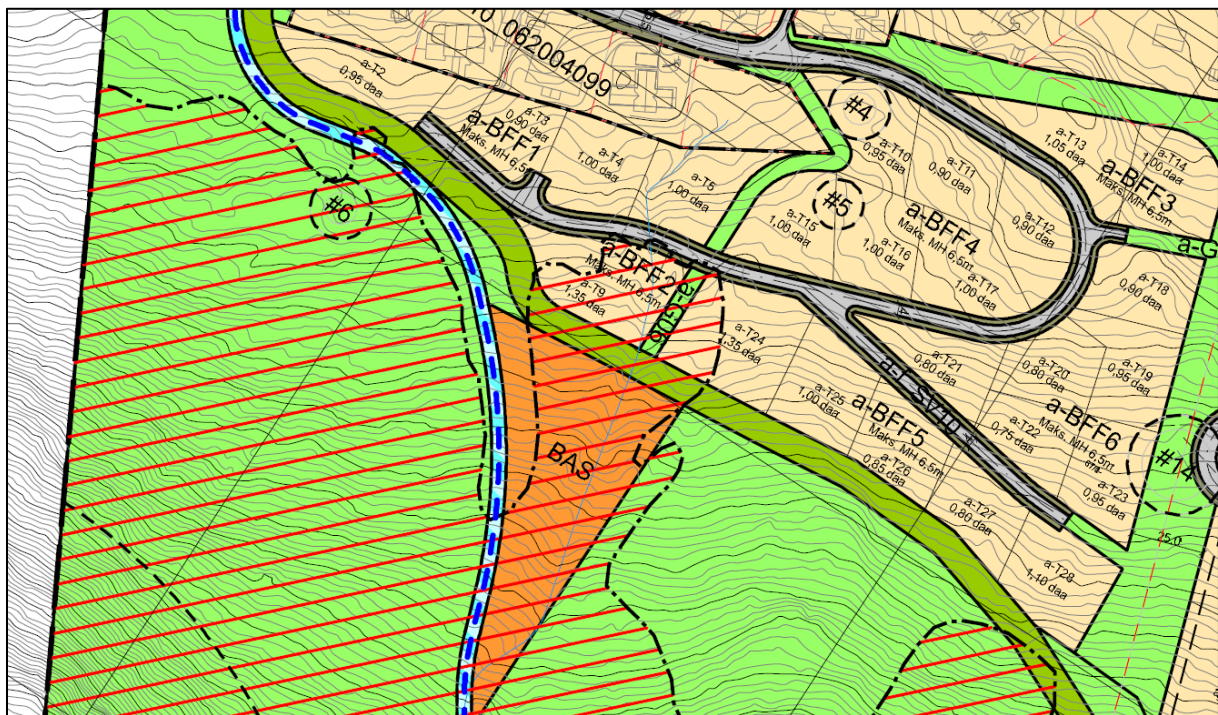 062004099
a-T2
0,95 daa
a-T3
0,90 daa
a-BFF1
Maks. MH 6,5m
a-T4
1,00 daa
a-T5
1,00 daa
#4
a-T10
0,95 daa
a-T11
0,90 daa
a-T13
1,05 daa
a-T14
1,00 daa
a-BFF3
Maks. MH 6,5m
#5
#6
a-BFF4
Maks. MH 6,5m
a-T12
0,90 daa
a-T15
1,00 daa
a-T16
1,00 daa
a-T17
1,00 daa
a-G
a-T18
0,90 daa
a-BFF2
Maks. MH 6,5m
a-T9
1,35 daa
a-T24
1,35 daa
a-T21
0,80 daa
a-T20
0,80 daa
a-T19
0,95 daa
a-T25
1,00 daa
a-BFF5
Maks. MH 6,5m
a-T26
0,85 daa
a-T22
0,75 daa
a-BFF6
Maks. MH 6,5m
a-T23
0,95 daa
#14
BAS
a-T27
0,80 daa
25.0
a-T28
1,10 daa